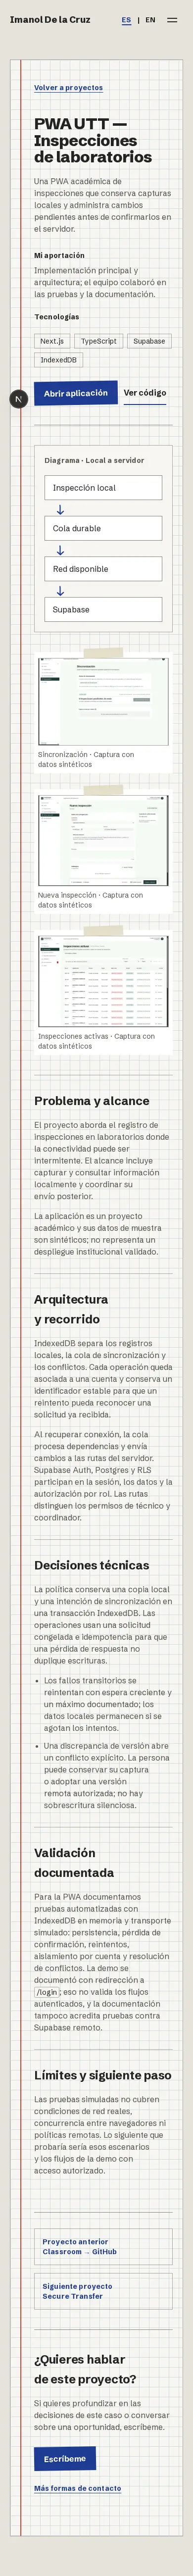 Imanol De la Cruz
ES | EN
Volver a proyectos
PWA UTT —
Inspecciones
de laboratorios
Una PWA académica de
inspecciones que conserva capturas
locales y administra cambios
pendientes antes de confirmarlos en
el servidor.
Mi aportación
Implementación principal y
arquitectura; el equipo colaboró en
las pruebas y la documentación.
Tecnologías
Next.js
TypeScript
Supabase
IndexedDB
N
Abrir aplicación
Ver código
Diagrama · Local a servidor
Inspección local
Cola durable
Red disponible
Supabase
Sincronización · Captura con
datos sintéticos
Nueva inspección
Nueva inspección · Captura con
datos sintéticos
Inspecciones activas
Inspecciones activas · Captura con
datos sintéticos
Problema y alcance
El proyecto aborda el registro de
inspecciones en laboratorios donde
la conectividad puede ser
intermitente. El alcance incluye
capturar y consultar información
localmente y coordinar su
envío posterior.
La aplicación es un proyecto
académico y sus datos de muestra
son sintéticos; no representa un
despliegue institucional validado.
Arquitectura
y recorrido
IndexedDB separa los registros
locales, la cola de sincronización y
los conflictos. Cada operación queda
asociada a una cuenta y conserva un
identificador estable para que un
reintento pueda reconocer una
solicitud ya recibida.
Al recuperar conexión, la cola
procesa dependencias y envía
cambios a las rutas del servidor.
Supabase Auth, Postgres y RLS
participan en la sesión, los datos y la
autorización por rol. Las rutas
distinguen los permisos de técnico y
coordinador.
Decisiones técnicas
La política conserva una copia local
y una intención de sincronización en
una transacción IndexedDB. Las
operaciones usan una solicitud
congelada e idempotencia para que
una pérdida de respuesta no
duplique escrituras.
• Los fallos transitorios se
reintentan con espera creciente y
un máximo documentado; los
datos locales permanecen si se
agotan los intentos.
• Una discrepancia de versión abre
un conflicto explícito. La persona
puede conservar su captura
o adoptar una versión
remota autorizada; no hay
sobrescritura silenciosa.
Validación
documentada
Para la PWA documentamos
pruebas automatizadas con
IndexedDB en memoria y transporte
simulado: persistencia, pérdida de
confirmación, reintentos,
aislamiento por cuenta y resolución
de conflictos. La demo se
documentó con redirección a
/login; eso no valida los flujos
autenticados, y la documentación
tampoco acredita pruebas contra
Supabase remoto.
Límites y siguiente paso
Las pruebas simuladas no cubren
condiciones de red reales,
concurrencia entre navegadores ni
políticas remotas. Lo siguiente que
probaría sería esos escenarios
y los flujos de la demo con
acceso autorizado.
Proyecto anterior
Classroom → GitHub
Siguiente proyecto
Secure Transfer
¿Quieres hablar
de este proyecto?
Si quieres profundizar en las
decisiones de este caso o conversar
sobre una oportunidad, escríbeme.
Escríbeme
Más formas de contacto